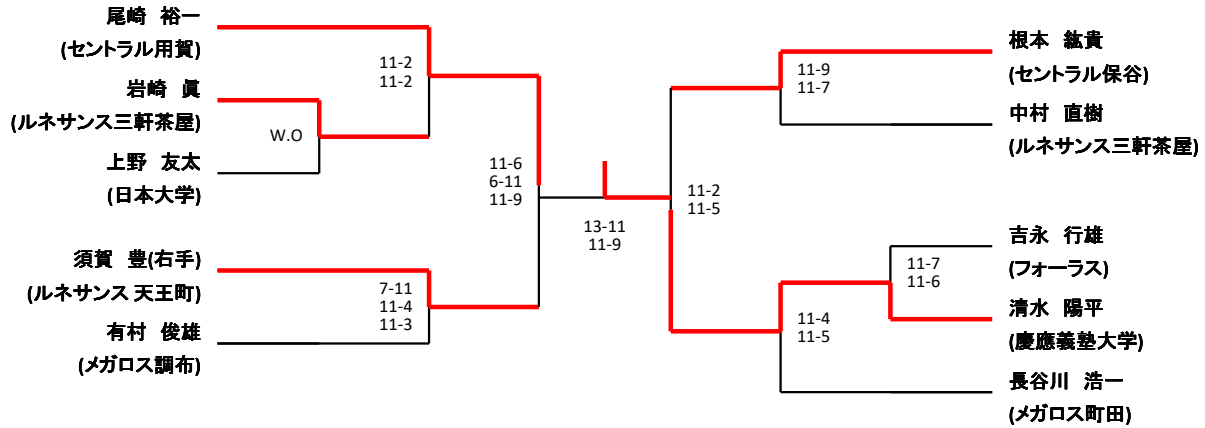 尾崎 裕一
(セントラル用賀)
11-2
11-2
岩崎 眞
(ルネサンス三軒茶屋)
W.O
上野 友太
(日本大学)
11-6
6-11
11-9
須賀 豊(右手)
(ルネサンス 天王町)
7-11
11-4
11-3
有村 俊雄
(メガロス調布)
13-11
11-9
根本 紘貴
(セントラル保谷)
11-9
11-7
中村 直樹
(ルネサンス三軒茶屋)
11-2
11-5
吉永 行雄
(フォーラス)
11-7
11-6
清水 陽平
(慶應義塾大学)
11-4
11-5
長谷川 浩一
(メガロス町田)